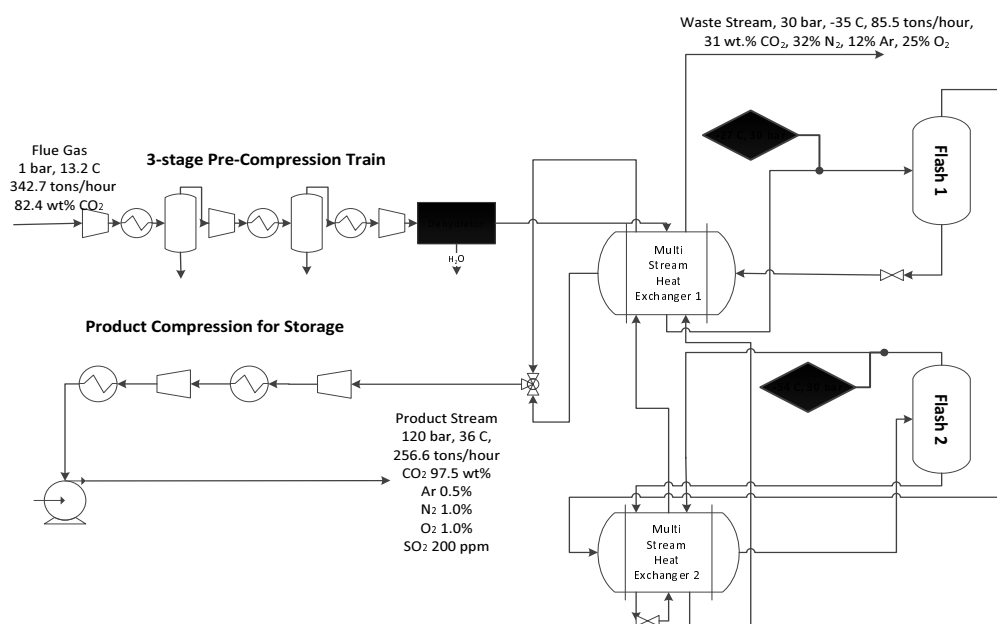 Waste Stream, 30 bar, -35 C, 85.5 tons/hour,
31 wt.% CO₂, 32% N₂, 12% Ar, 25% O₂
Flue Gas
1 bar, 13.2 C
342.7 tons/hour
82.4 wt% CO₂
3-stage Pre-Compression Train
H₂O
Flash 1
Multi
Stream
Heat
Exchanger 1
Product Compression for Storage
Product Stream
120 bar, 36 C,
256.6 tons/hour
CO₂ 97.5 wt%
Ar 0.5%
N₂ 1.0%
O₂ 1.0%
SO₂ 200 ppm
Flash 2
Multi
Stream
Heat
Exchanger 2